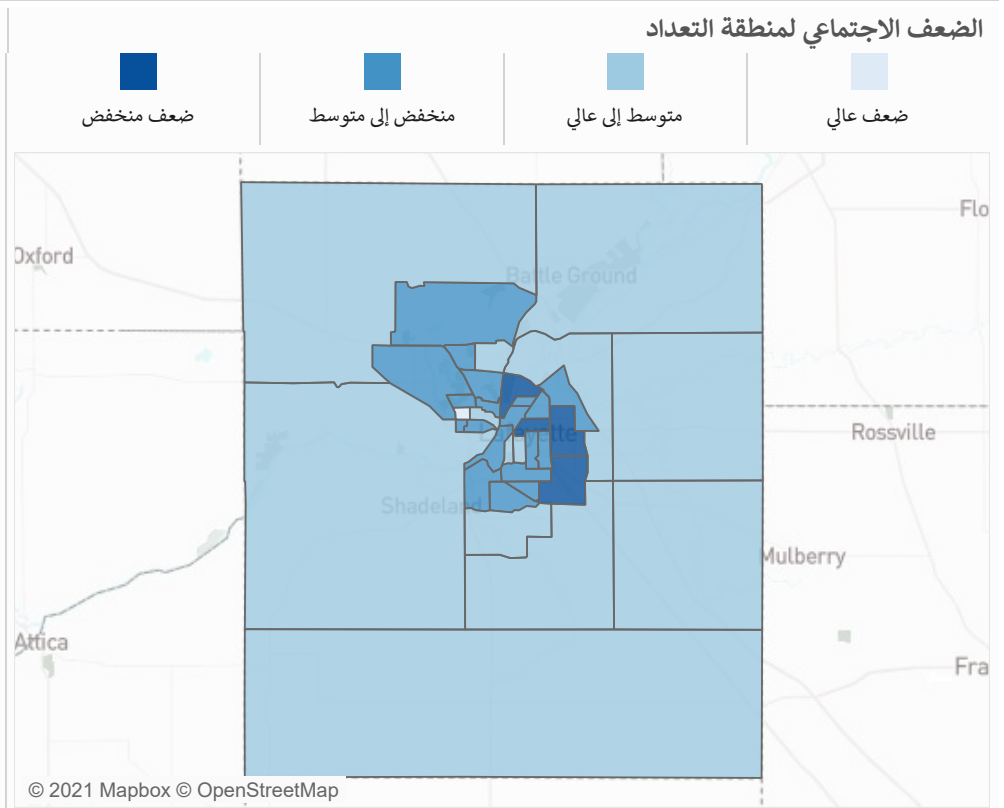 الضعف الاجتماعي لمنطقة التعداد
ضعف عالي
متوسط إلى عالي
منخفض إلى متوسط
ضعف منخفض
Flo
Oxford
Battle Ground
Rossville
Lafayette
Shadeland
Mulberry
Attica
Fra
© 2021 Mapbox © OpenStreetMap